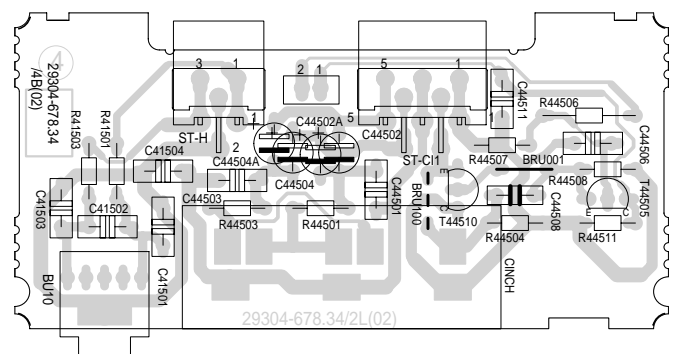 29304-678.34
/4B(02)
3
1
2
1
5
1
C44511
R44506
R41503
R41501
ST-H
1
C44502A
5
C44502
C44506
C41504
2
C44504A
C44504
ST-CI1
R44507
BRU001
R44508
T44505
C41503
C41502
C44503
R44503
R44501
C44501
BRU100
E
C
T44510
C44508
R44504
E
C
R44511
BU10
C41501
CINCH
29304-678.34/2L(02)